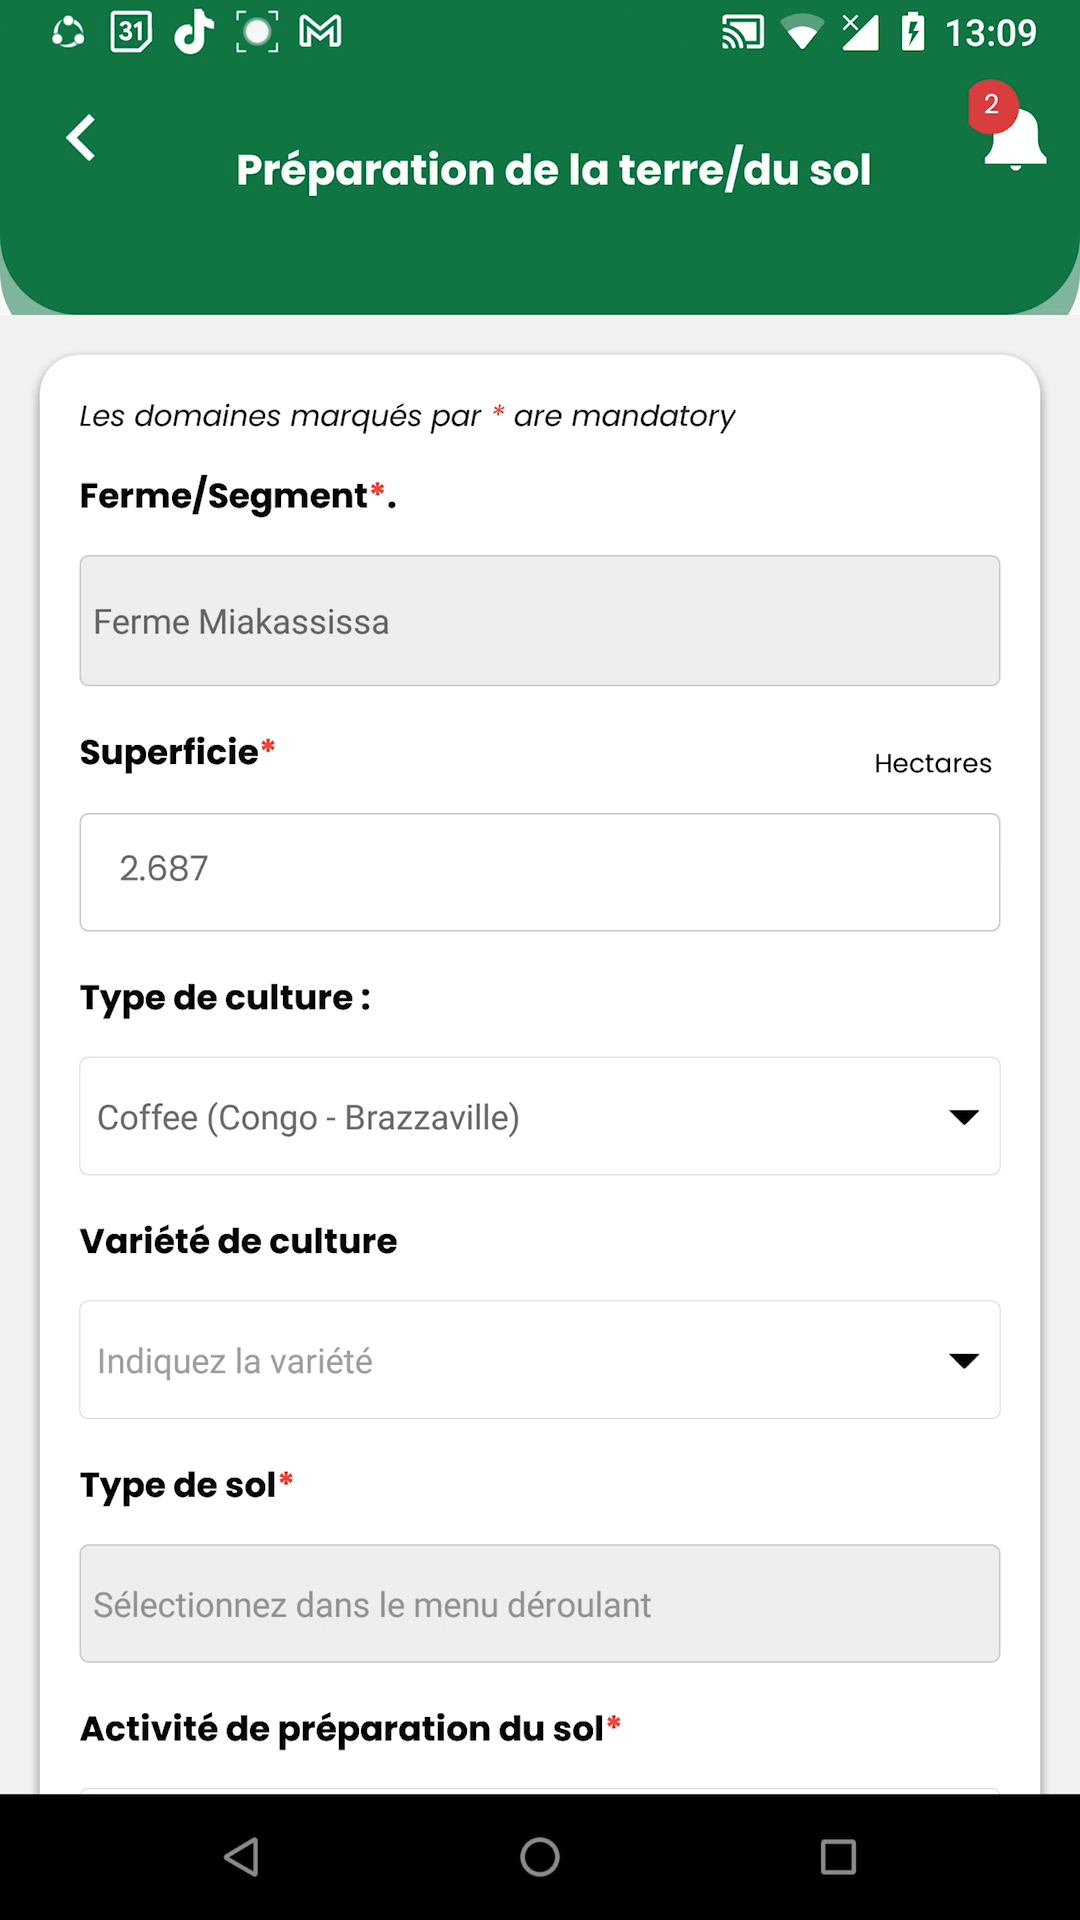 31
13:09
2
Préparation de la terre/du sol
Les domaines marqués par * are mandatory
Ferme/Segment*.
Ferme Miakassissa
Superficie*
Hectares
2.687
Type de culture :
Coffee (Congo - Brazzaville)
Variété de culture
Indiquez la variété
Type de sol*
Sélectionnez dans le menu déroulant
Activité de préparation du sol*